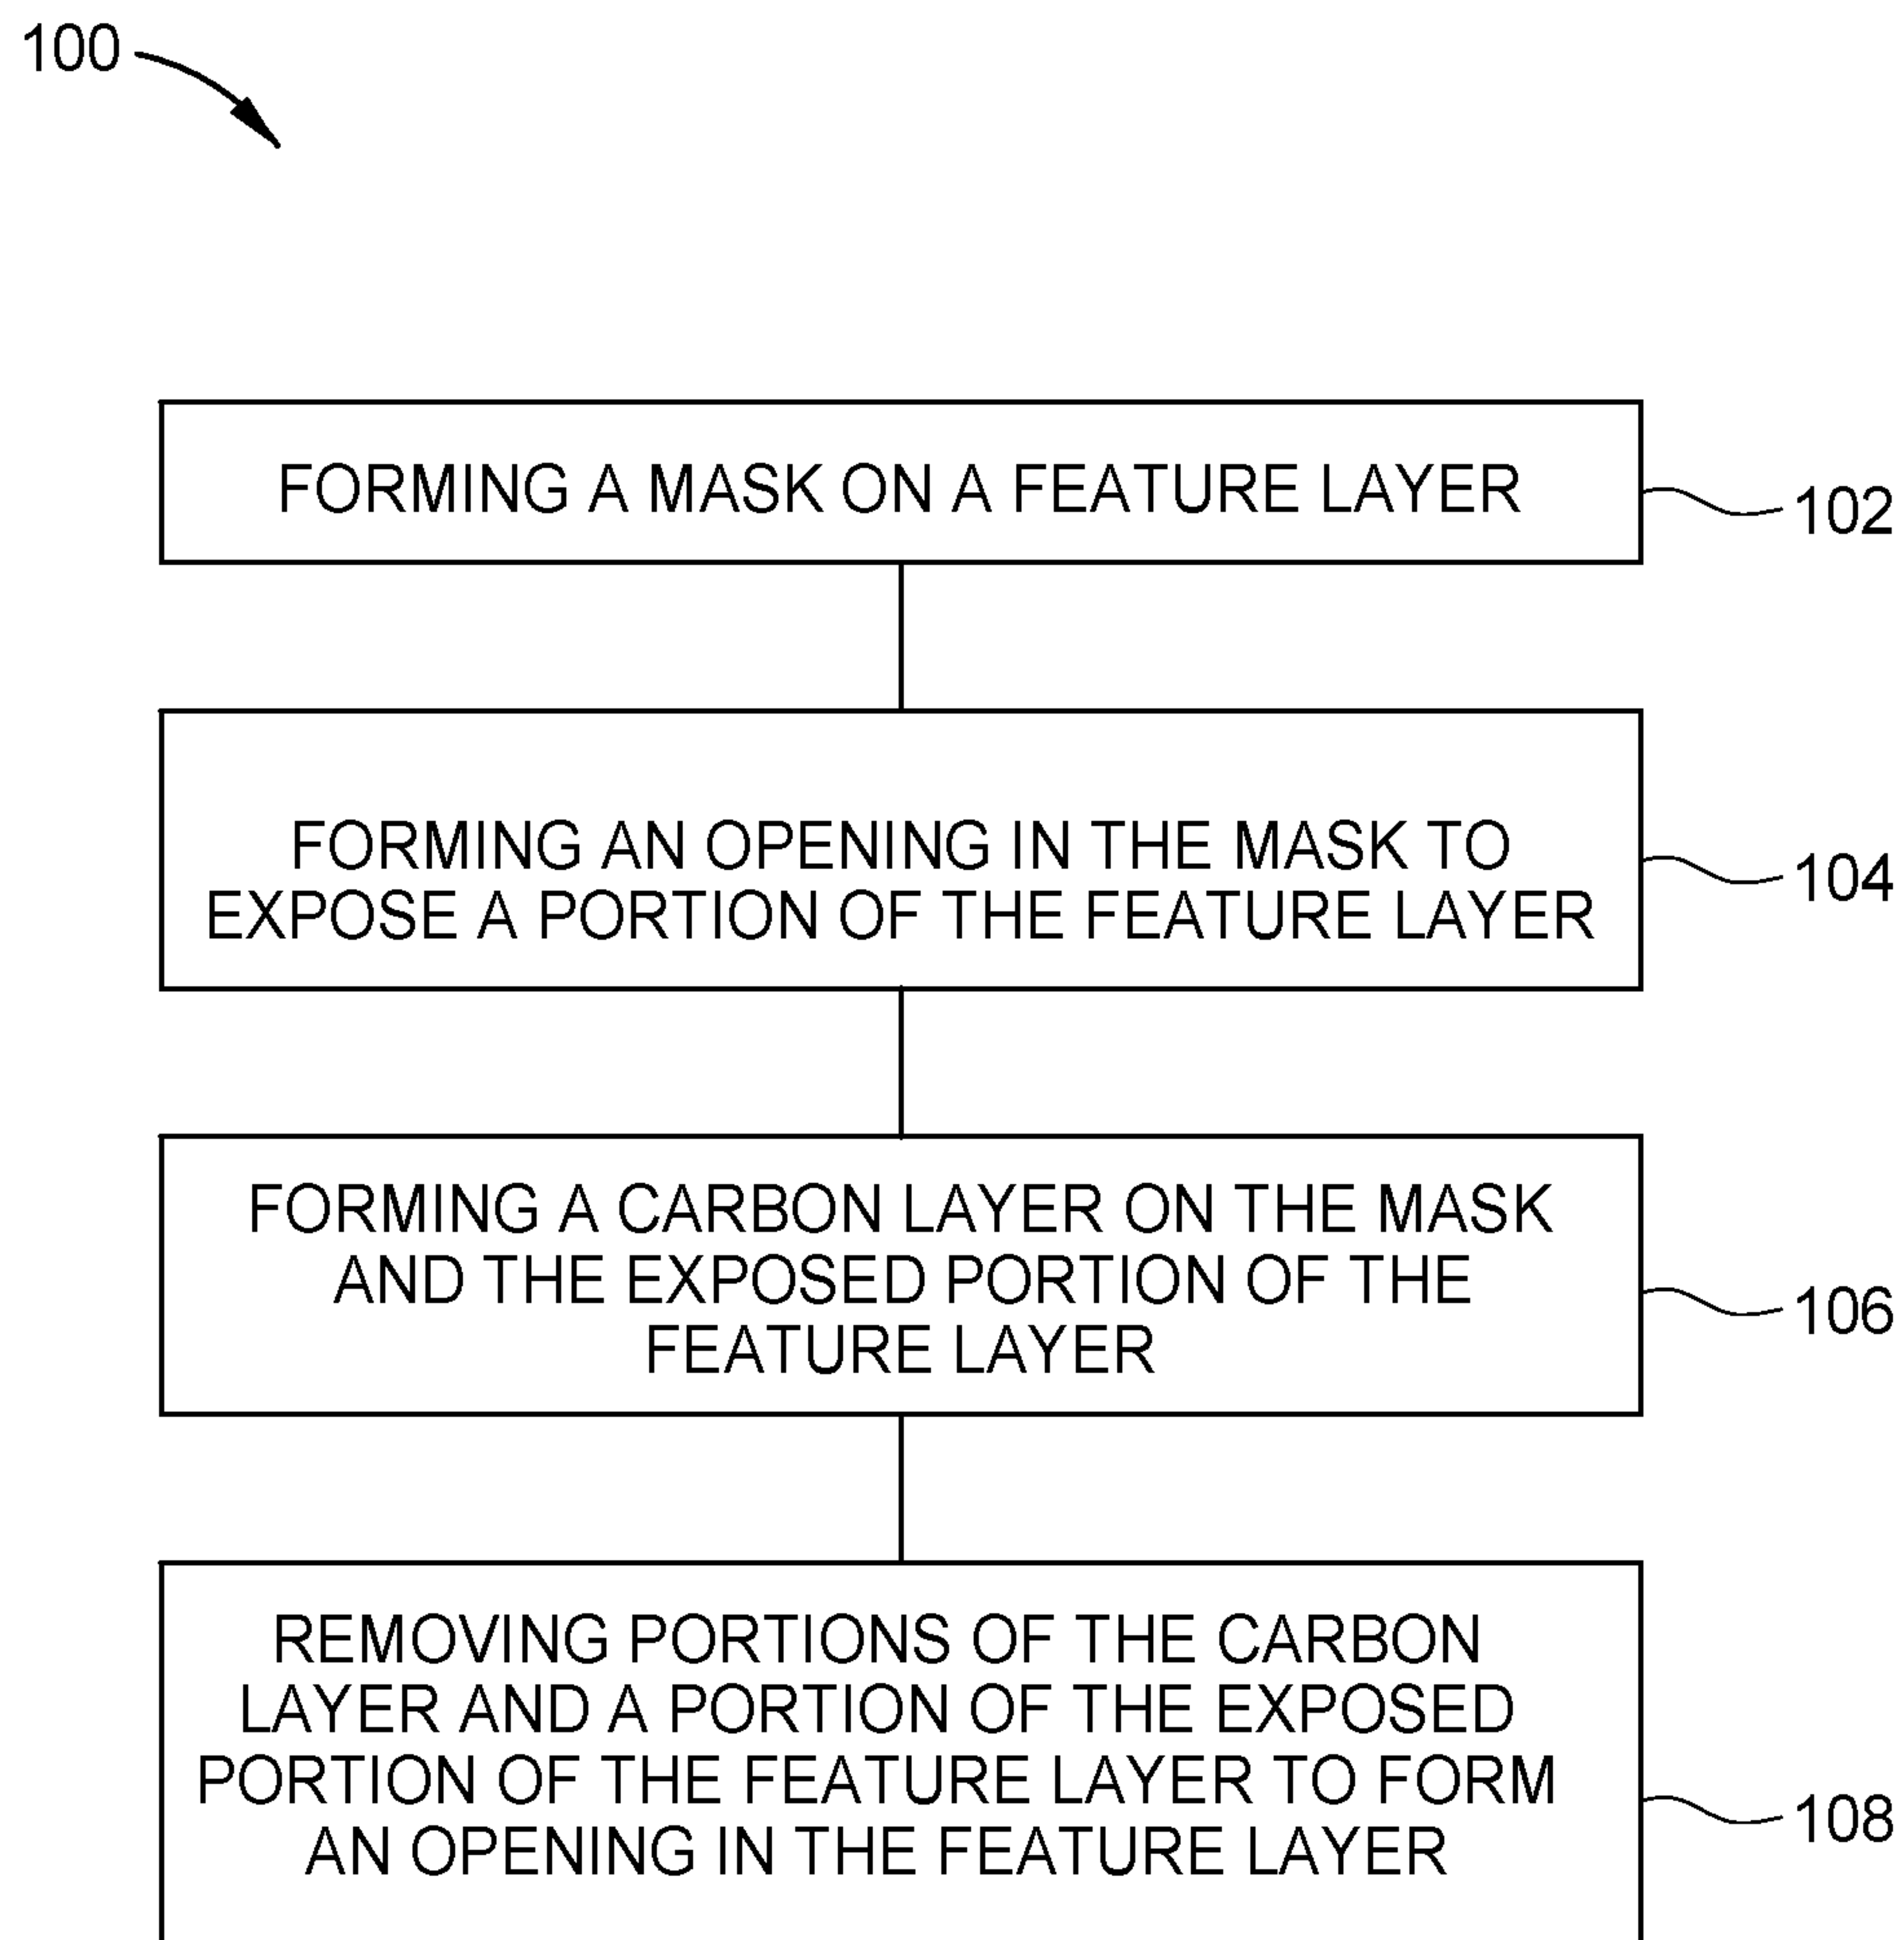 100
FORMING A MASK ON A FEATURE LAYER
102
FORMING AN OPENING IN THE MASK TO
EXPOSE A PORTION OF THE FEATURE LAYER
104
FORMING A CARBON LAYER ON THE MASK
AND THE EXPOSED PORTION OF THE
FEATURE LAYER
106
REMOVING PORTIONS OF THE CARBON
LAYER AND A PORTION OF THE EXPOSED
PORTION OF THE FEATURE LAYER TO FORM
AN OPENING IN THE FEATURE LAYER
108